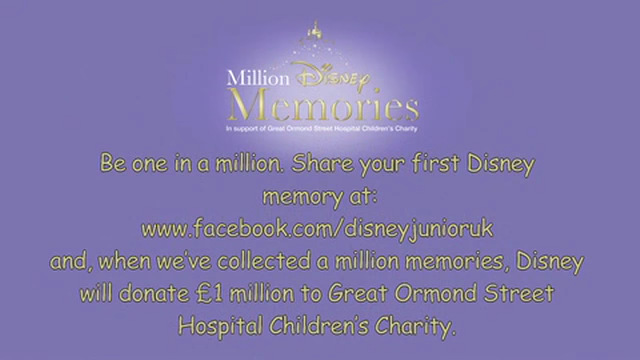 Million Disney
Memories
In support of Great Ormond Street Hospital Children's Charity
Be one in a million. Share your first Disney
memory at:
www.facebook.com/disneyjunioruk
and, when we've collected a million memories, Disney
will donate £1 million to Great Ormond Street
Hospital Children's Charity.